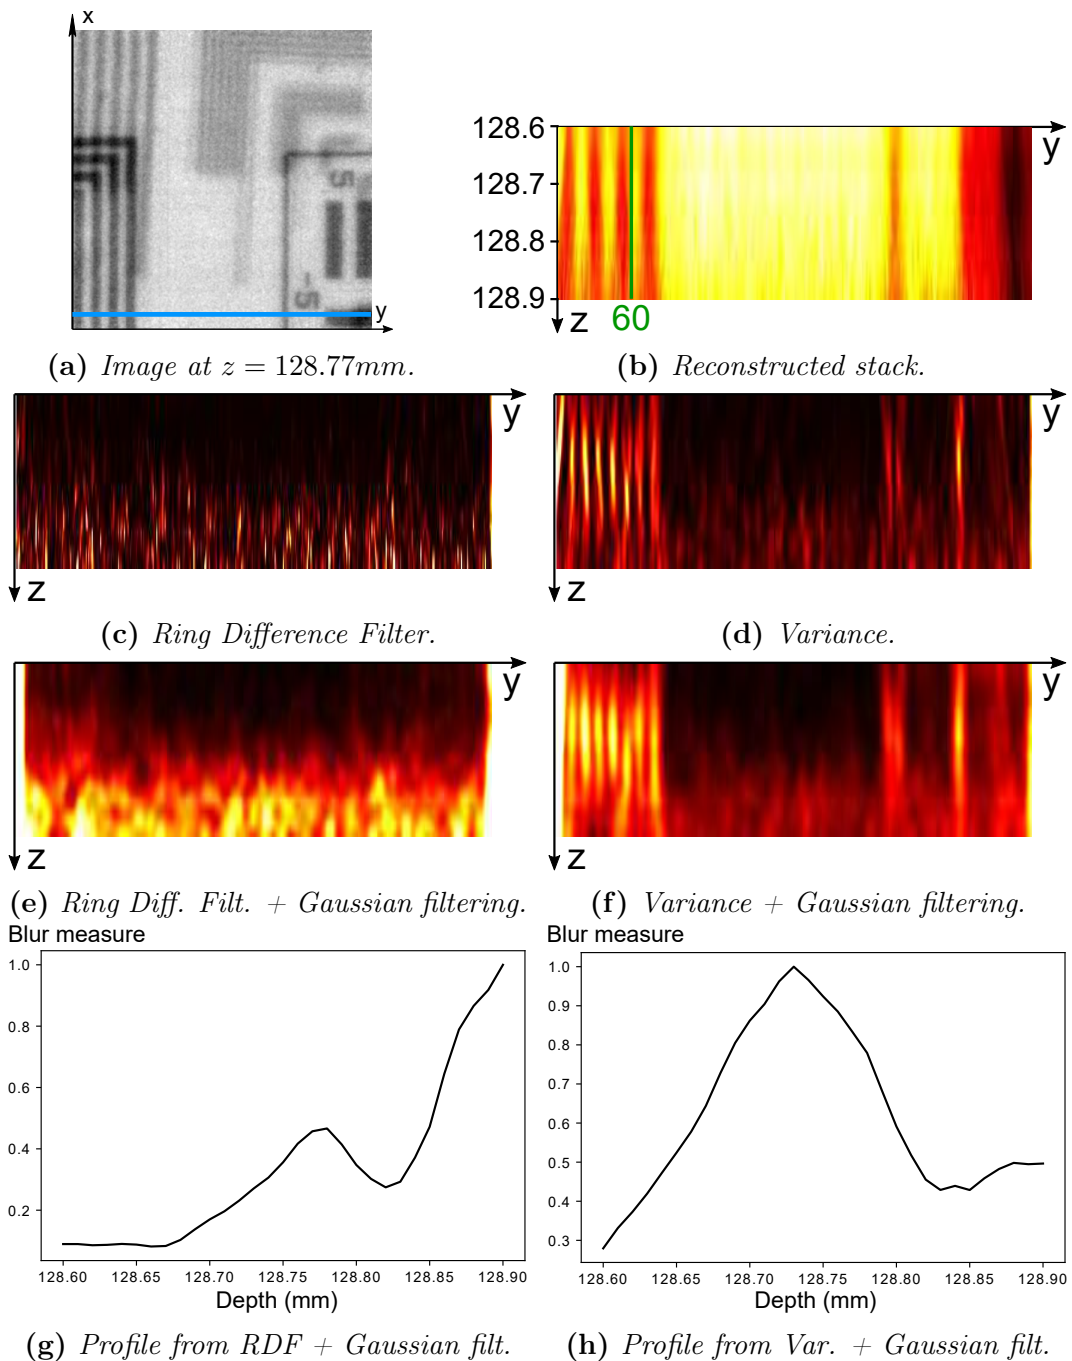 x
5
-5
y
(a) Image at z = 128.77mm.
128.6
128.7
128.8
128.9
y
z
60
(b) Reconstructed stack.
y
z
(c) Ring Difference Filter.
y
z
(d) Variance.
y
z
(e) Ring Diff. Filt. + Gaussian filtering.
y
z
(f) Variance + Gaussian filtering.
Blur measure
1.0
0.8
0.6
0.4
0.2
128.60 128.65 128.70 128.75 128.80 128.85 128.90
Depth (mm)
(g) Profile from RDF + Gaussian filt.
Blur measure
1.0
0.9
0.8
0.7
0.6
0.5
0.4
0.3
128.60 128.65 128.70 128.75 128.80 128.85 128.90
Depth (mm)
(h) Profile from Var. + Gaussian filt.